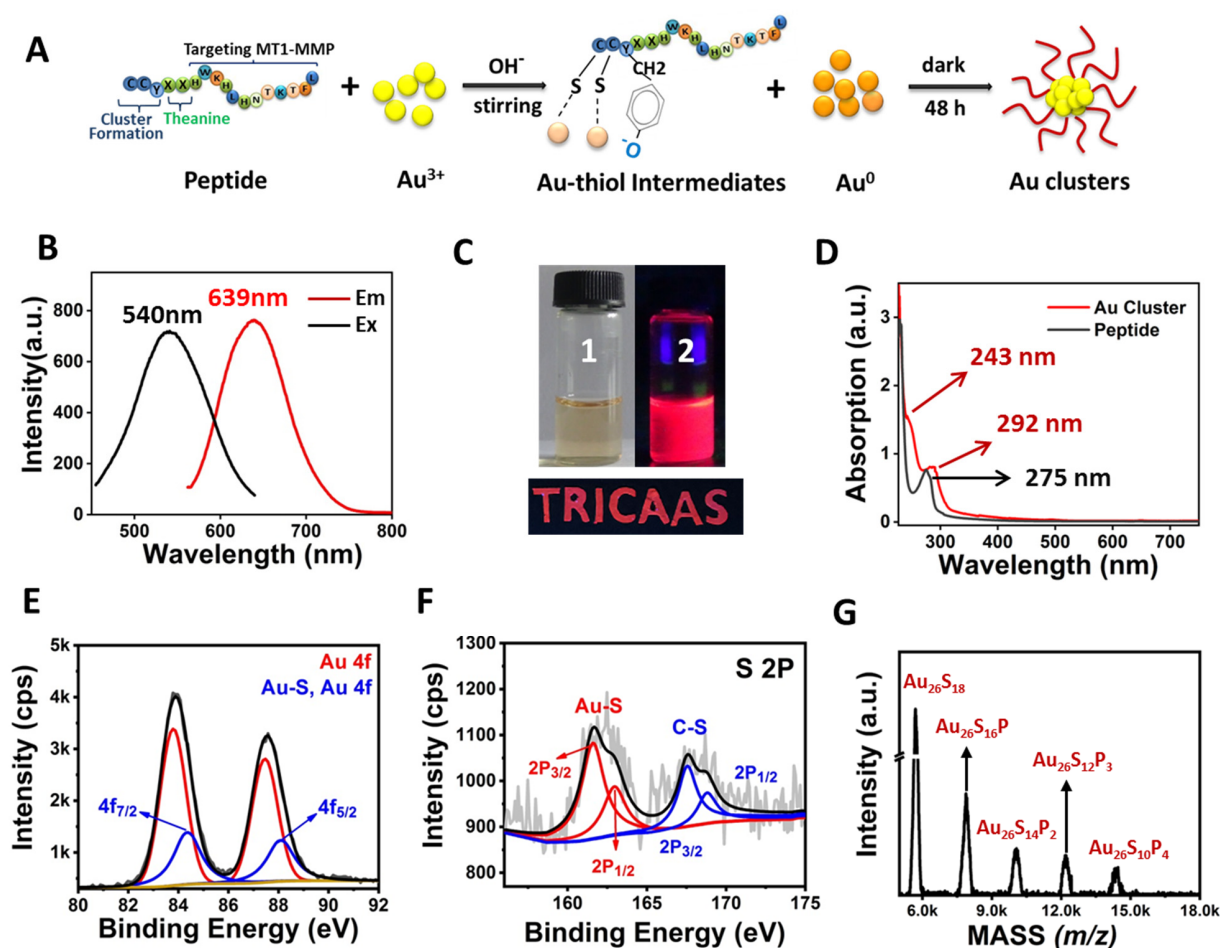 A
Targeting MT1-MMP
C C Y X X H W K H L H N T K T F L
Cluster Formation
Theanine
Peptide
+
Au³⁺
OH⁻
stirring
C C Y X X H W K H L H N T K T F L
S S
CH2
⁻O
Au-thiol Intermediates
+
Au⁰
dark
48 h
Au clusters
B
Intensity(a.u.)
800
600
400
200
0
540nm
639nm
Em
Ex
500 600 700 800
Wavelength (nm)
C
1
2
TRICAAS
D
Absorption (a.u.)
3
2
1
0
Au Cluster
Peptide
243 nm
292 nm
275 nm
300 400 500 600 700
Wavelength (nm)
E
Intensity (cps)
5k
4k
3k
2k
1k
Au 4f
Au-S, Au 4f
4f7/2
4f5/2
80 82 84 86 88 90 92
Binding Energy (eV)
F
Intensity (cps)
1300
1200
1100
1000
900
800
S 2P
Au-S
C-S
2P3/2
2P1/2
2P1/2
2P3/2
160 165 170 175
Binding Energy (eV)
G
Intensity (a.u.)
Au26S18
Au26S16P
Au26S14P2
Au26S12P3
Au26S10P4
6.0k 9.0k 12.0k 15.0k 18.0k
MASS (m/z)